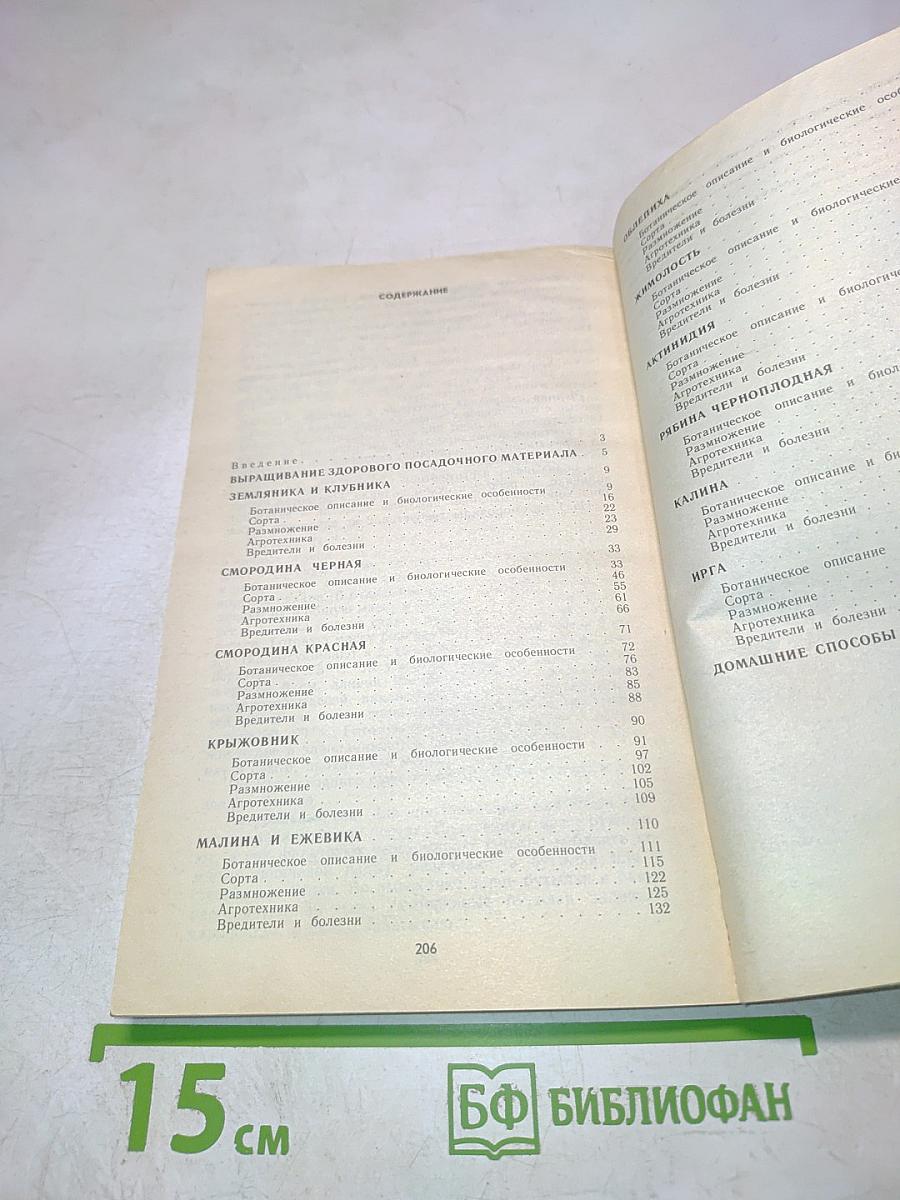 СОДЕРЖАНИЕ
Введение . 3
ВЫРАЩИВАНИЕ ЗДОРОВОГО ПОСАДОЧНОГО МАТЕРИАЛА . 5
ЗЕМЛЯНИКА И КЛУБНИКА 9
Ботаническое описание и биологические особенности 9
Сорта . 16
Размножение 22
Агротехника 23
Вредители и болезни . 29
СМОРОДИНА ЧЕРНАЯ 33
Ботаническое описание и биологические особенности 33
Сорта . 46
Размножение 55
Агротехника 61
Вредители и болезни . 66
СМОРОДИНА КРАСНАЯ 71
Ботаническое описание и биологические особенности . 72
Сорта . 76
Размножение 83
Агротехника 85
Вредители и болезни . 88
КРЫЖОВНИК . 90
Ботаническое описание и биологические особенности . 91
Сорта . 97
Размножение 102
Агротехника 105
Вредители и болезни . 109
МАЛИНА И ЕЖЕВИКА 110
Ботаническое описание и биологические особенности . 111
Сорта . 115
Размножение 122
Агротехника 125
Вредители и болезни . 132
206
ОБЛЕПИХА
Ботаническое описание и биологические
Сорта
Размножение
Агротехника
Вредители и болезни
ЖИМОЛОСТЬ
Ботаническое описание и биологические
Сорта
Размножение
Агротехника
Вредители и болезни .
АКТИНИДИЯ
Ботаническое описание и
Сорта
Размножение
Агротехника
Вредители и болезни
РЯБИНА ЧЕРНОПЛОДНАЯ
Ботаническое описание и
Размножение
Агротехника
Вредители и болезни
КАЛИНА
Ботаническое описание и
Размножение
Агротехника
Вредители и болезни .
ИРГА
Ботаническое описание
Сорта
Размножение
Агротехника
Вредители и болезни .
ДОМАШНИЕ СПОСОБЫ
15 см
БФ БИБЛИОФАН